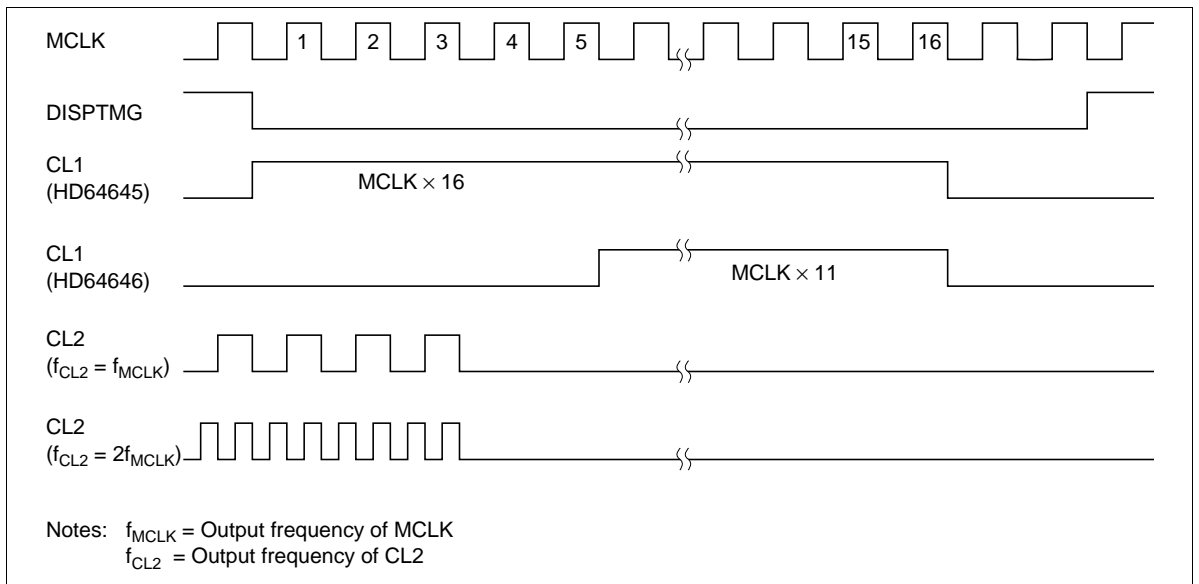 MCLK
1 2 3 4 5 15 16
DISPTMG
CL1
(HD64645)
MCLK × 16
CL1
(HD64646)
MCLK × 11
CL2
(fCL2 = fMCLK)
CL2
(fCL2 = 2fMCLK)
Notes: fMCLK = Output frequency of MCLK
fCL2 = Output frequency of CL2